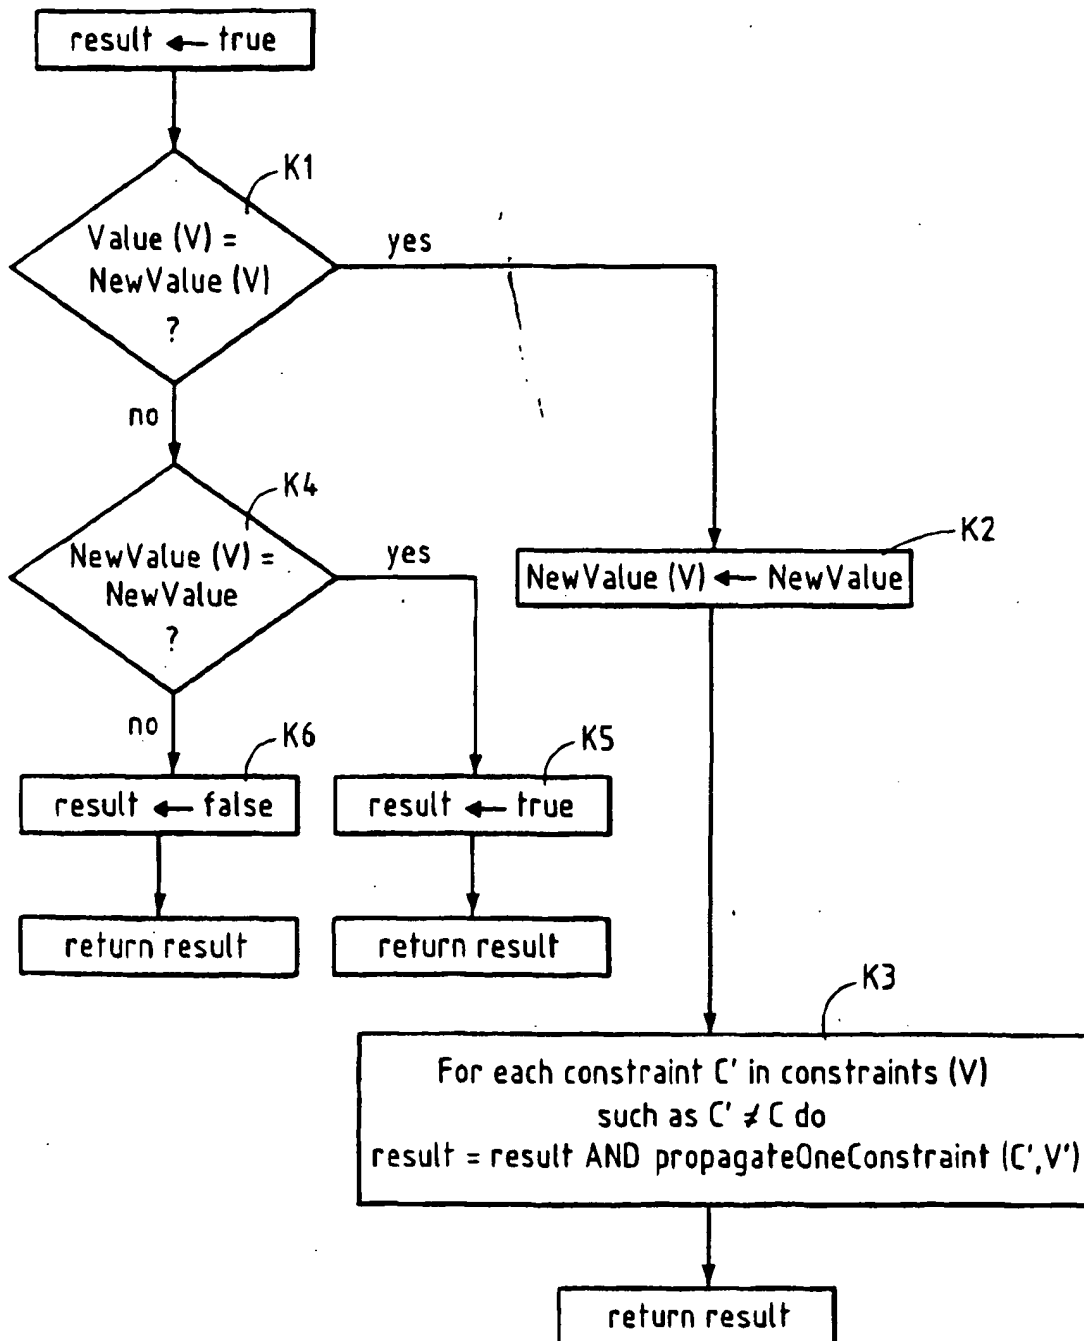 result ← true
K1
Value (V) =
NewValue (V)
?
yes
no
K4
NewValue (V) =
NewValue
?
yes
K2
NewValue (V) ← NewValue
no
K6
result ← false
K5
result ← true
return result
return result
K3
For each constraint C' in constraints (V)
such as C' ≠ C do
result = result AND propagateOneConstraint (C',V')
return result